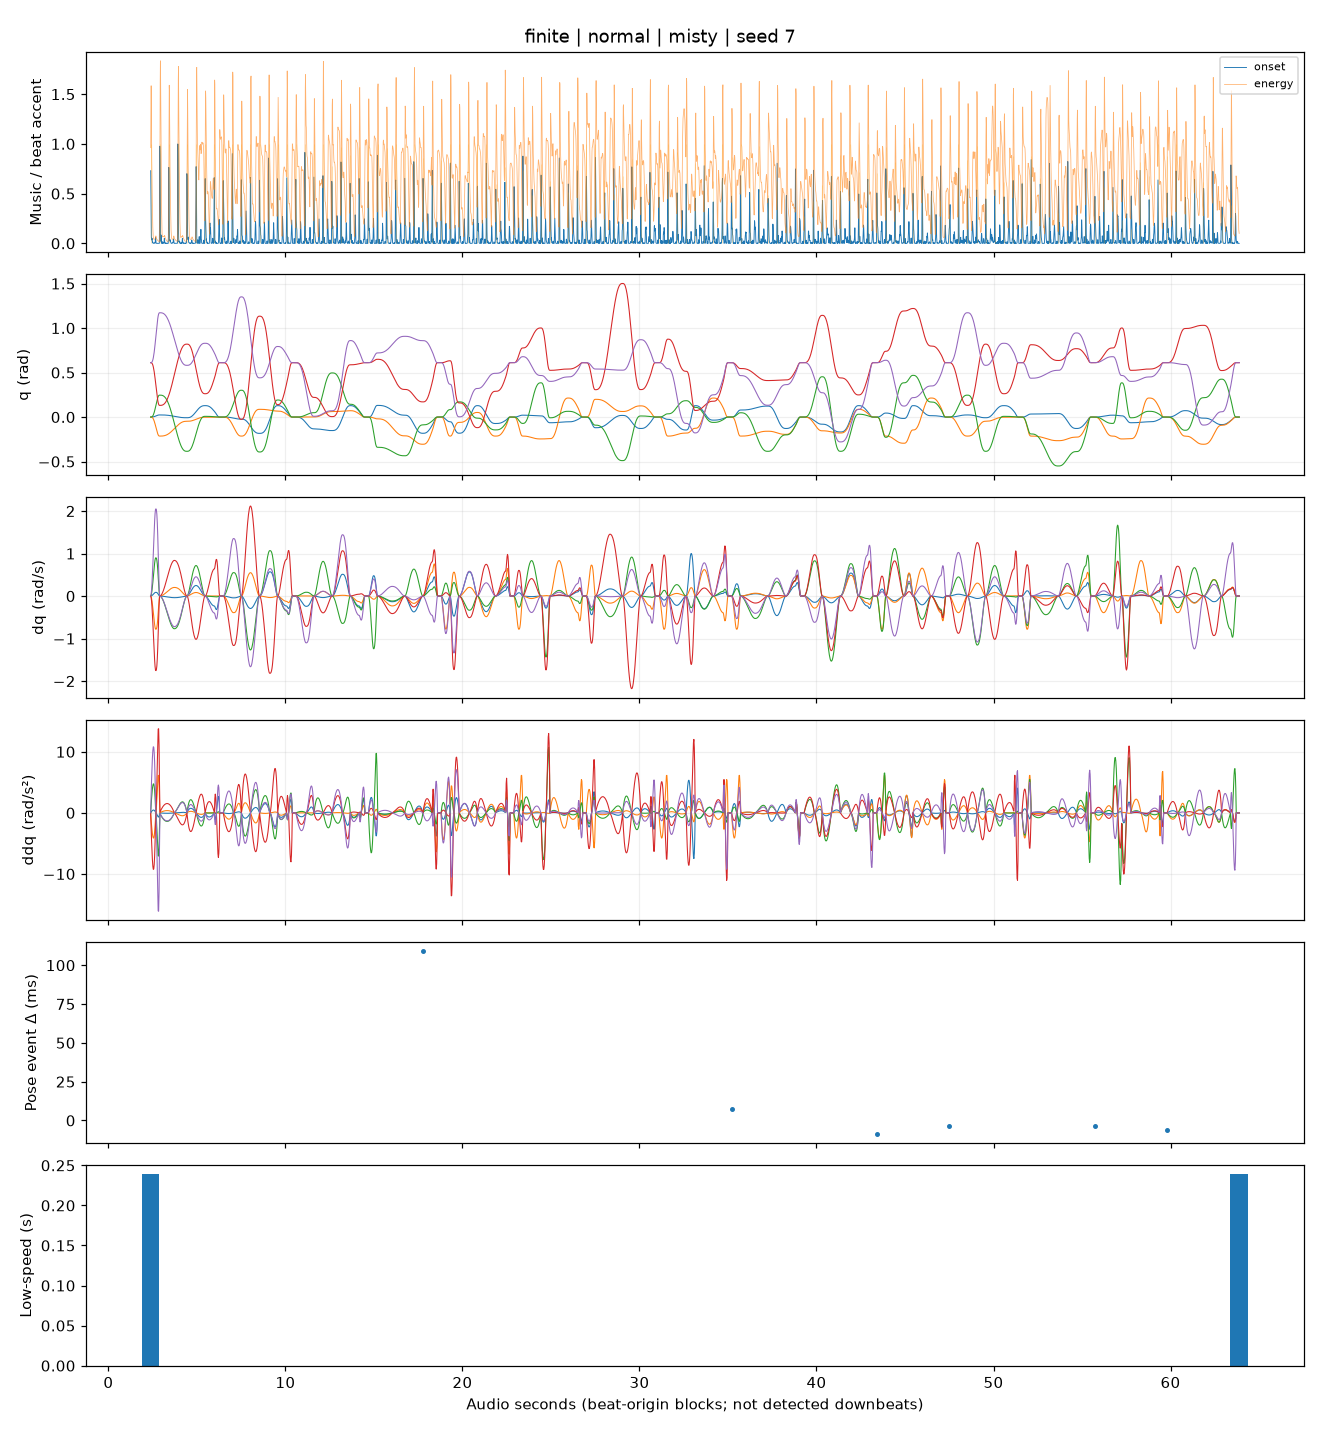 finite | normal | misty | seed 7
Music / beat accent
1.5
1.0
0.5
0.0
onset
energy
q (rad)
1.5
1.0
0.5
0.0
−0.5
dq (rad/s)
2
1
0
−1
−2
ddq (rad/s²)
10
0
−10
Pose event Δ (ms)
100
75
50
25
0
Low-speed (s)
0.25
0.20
0.15
0.10
0.05
0.00
0 10 20 30 40 50 60
Audio seconds (beat-origin blocks; not detected downbeats)